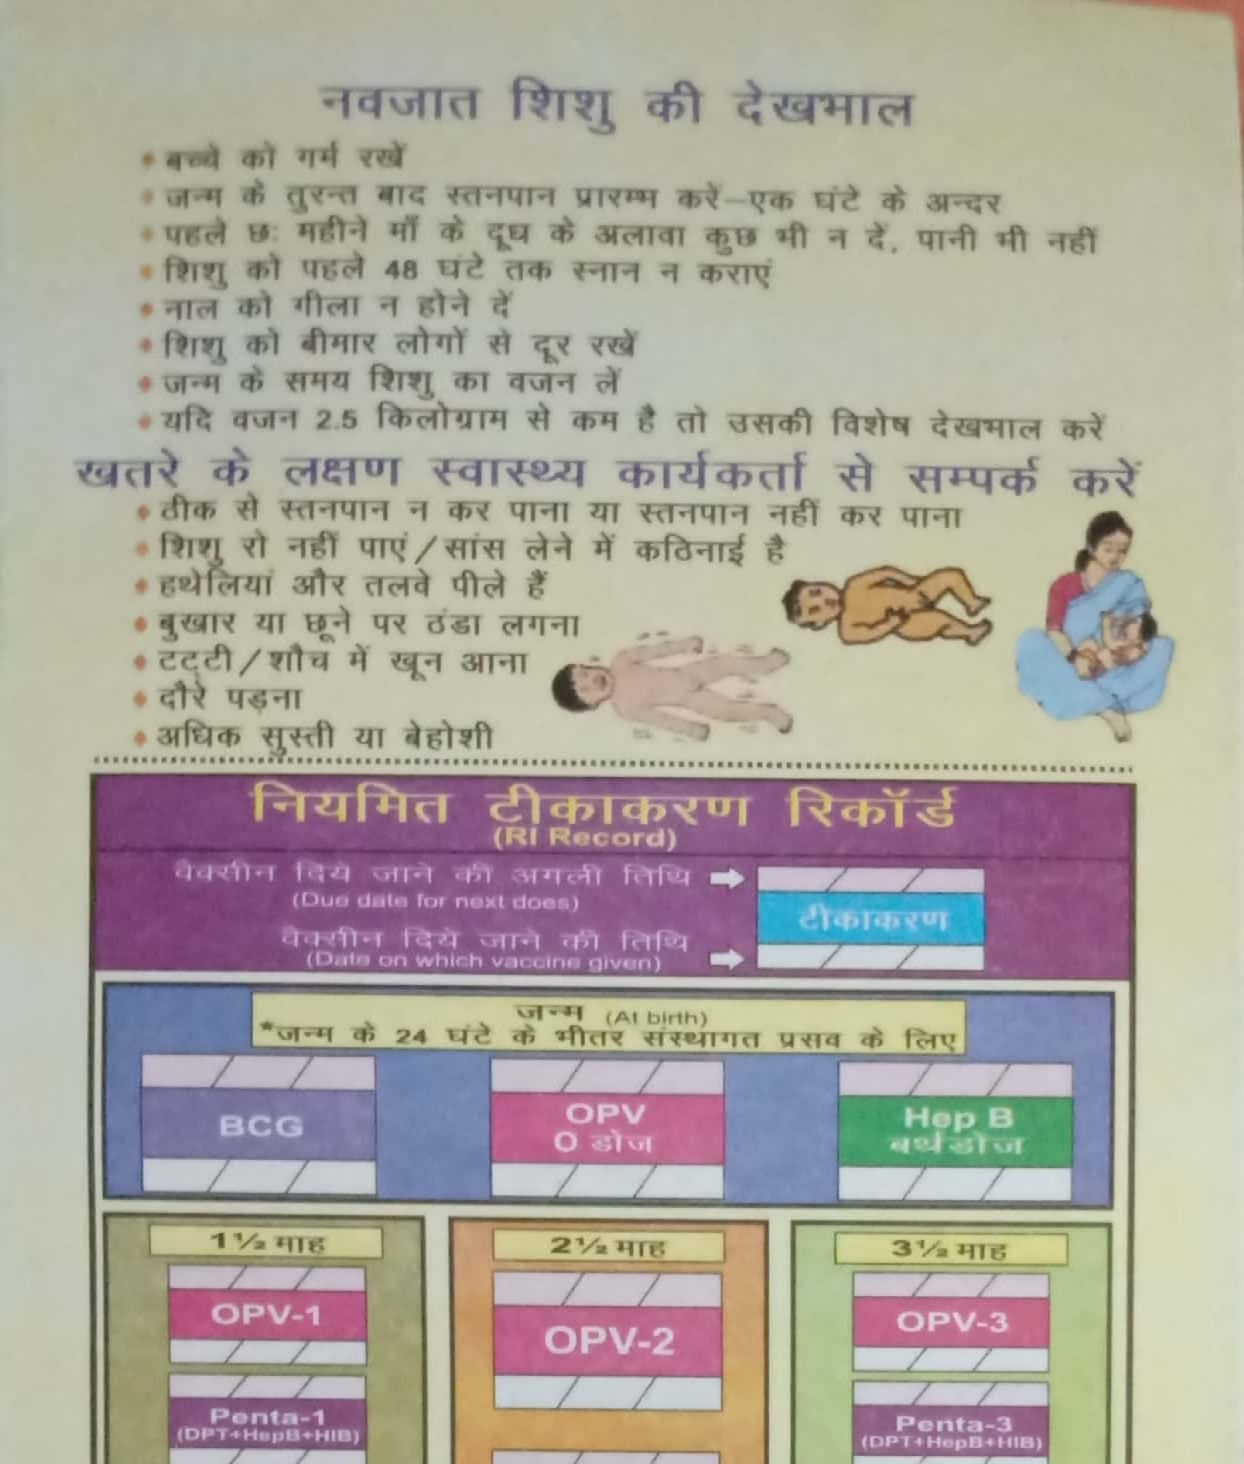 नवजात शिशु की देखभाल
बच्चे को गर्म रखें
जन्म के तुरन्त बाद स्तनपान प्रारम्भ करें–एक घंटे के अन्दर
पहले छः महीने माँ के दूध के अलावा कुछ भी न दें, पानी भी नहीं
शिशु को पहले 48 घंटे तक स्नान न कराएं
नाल को गीला न होने दें
शिशु को बीमार लोगों से दूर रखें
जन्म के समय शिशु का वजन लें
यदि वजन 2.5 किलोग्राम से कम है तो उसकी विशेष देखभाल करें
खतरे के लक्षण स्वास्थ्य कार्यकर्ता से सम्पर्क करें
ठीक से स्तनपान न कर पाना या स्तनपान नहीं कर पाना
शिशु रो नहीं पाएं/सांस लेने में कठिनाई है
हथेलियां और तलवे पीले हैं
बुखार या छूने पर ठंडा लगना
टट्टी/शौच में खून आना
दौरे पड़ना
अधिक सुस्ती या बेहोशी
नियमित टीकाकरण रिकॉर्ड
(RI Record)
वैक्सीन दिये जाने की अगली तिथि
(Due date for next does)
टीकाकरण
वैक्सीन दिये जाने की तिथि
(Date on which vaccine given)
जन्म (At birth)
*जन्म के 24 घंटे के भीतर संस्थागत प्रसव के लिए
BCG
OPV
0 डोज
Hep B
बर्थडोज
1½ माह
2½ माह
3½ माह
OPV-1
OPV-2
OPV-3
Penta-1
(DPT+HepB+HIB)
Penta-3
(DPT+HepB+HIB)